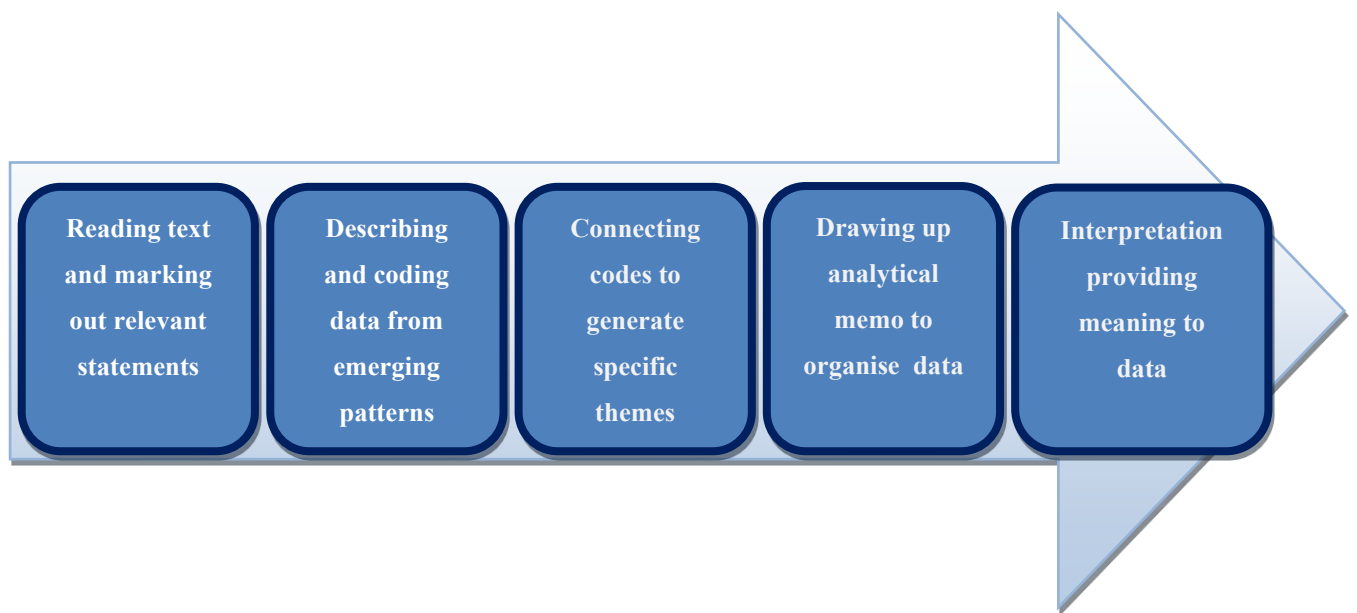 Reading text
and marking
out relevant
statements
Describing
and coding
data from
emerging
patterns
Connecting
codes to
generate
specific
themes
Drawing up
analytical
memo to
organise  data
Interpretation
providing
meaning to
data